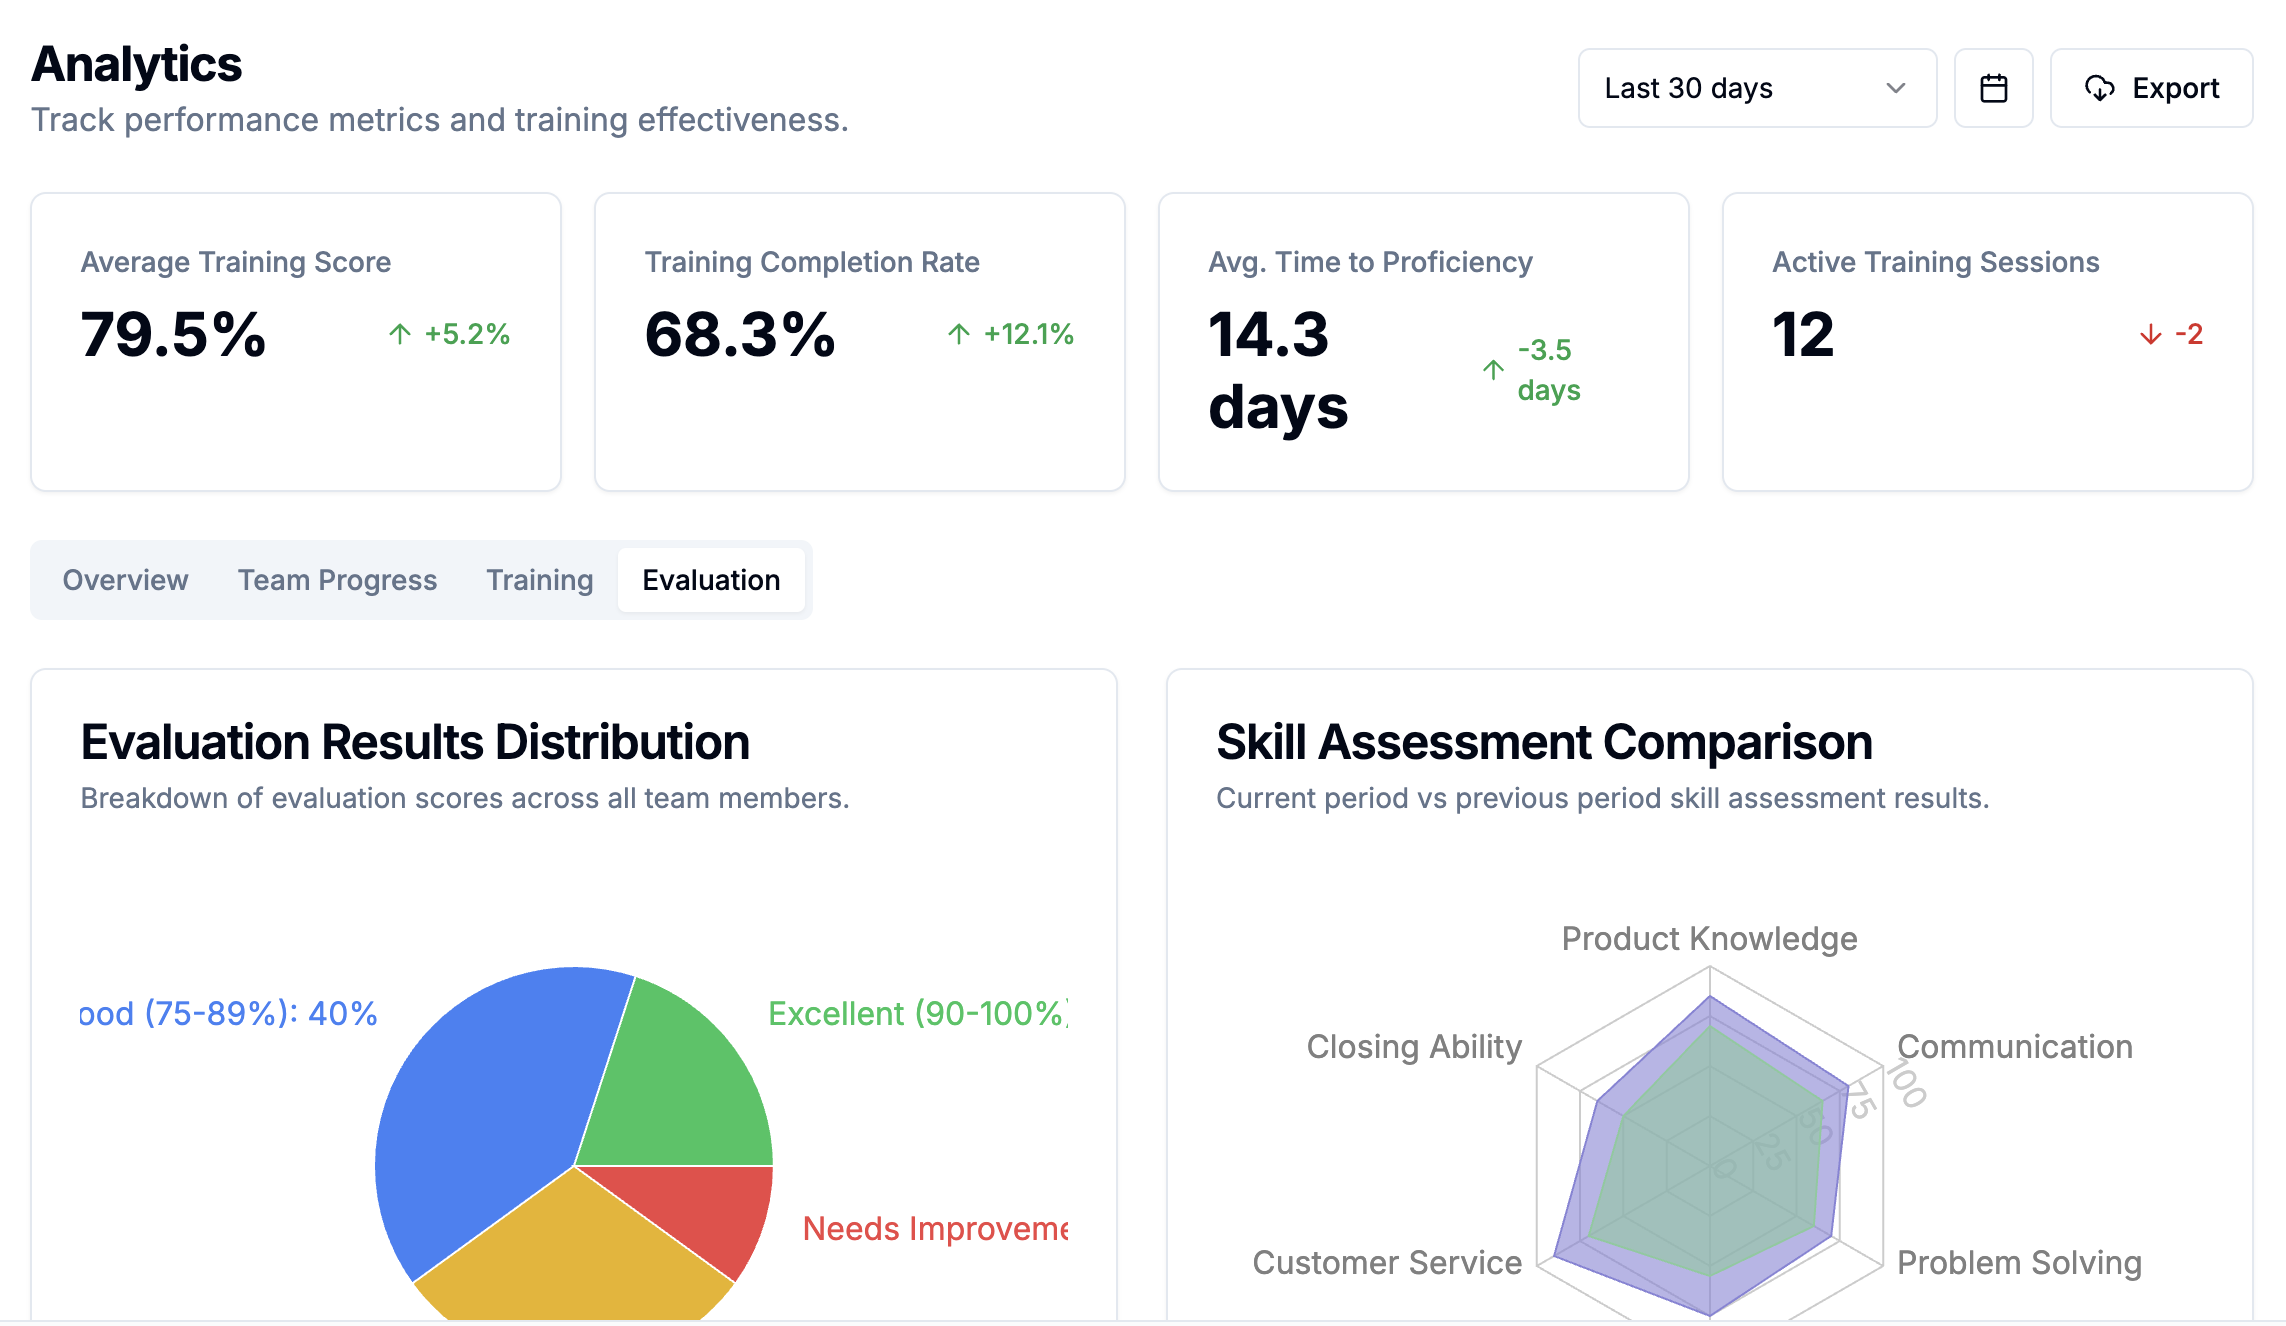 Analytics
Track performance metrics and training effectiveness.
Last 30 days
Export
Average Training Score
79.5%
+5.2%
Training Completion Rate
68.3%
+12.1%
Avg. Time to Proficiency
14.3
days
-3.5
days
Active Training Sessions
12
-2
Overview
Team Progress
Training
Evaluation
Evaluation Results Distribution
Breakdown of evaluation scores across all team members.
ood (75-89%): 40%
Excellent (90-100%)
Needs Improveme
Skill Assessment Comparison
Current period vs previous period skill assessment results.
Product Knowledge
Closing Ability
Communication
100
75
50
25
0
Customer Service
Problem Solving